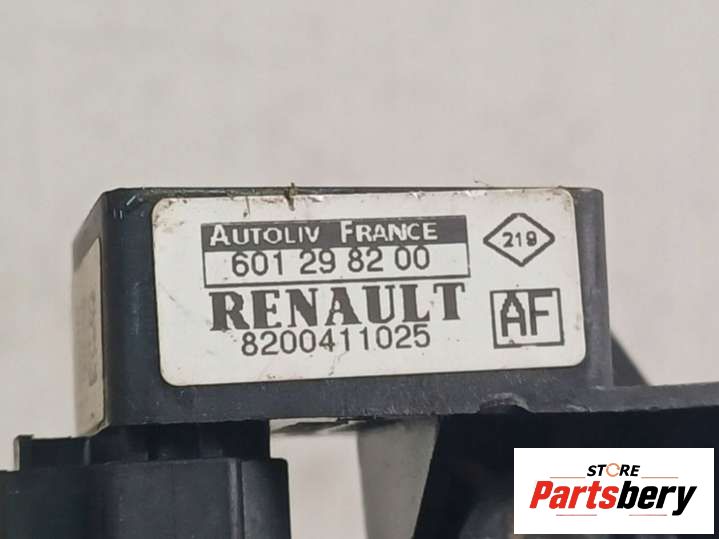 AUTOLIV FRANCE
601 29 82 00
RENAULT
8200411025
219
AF
STORE
Partsbery